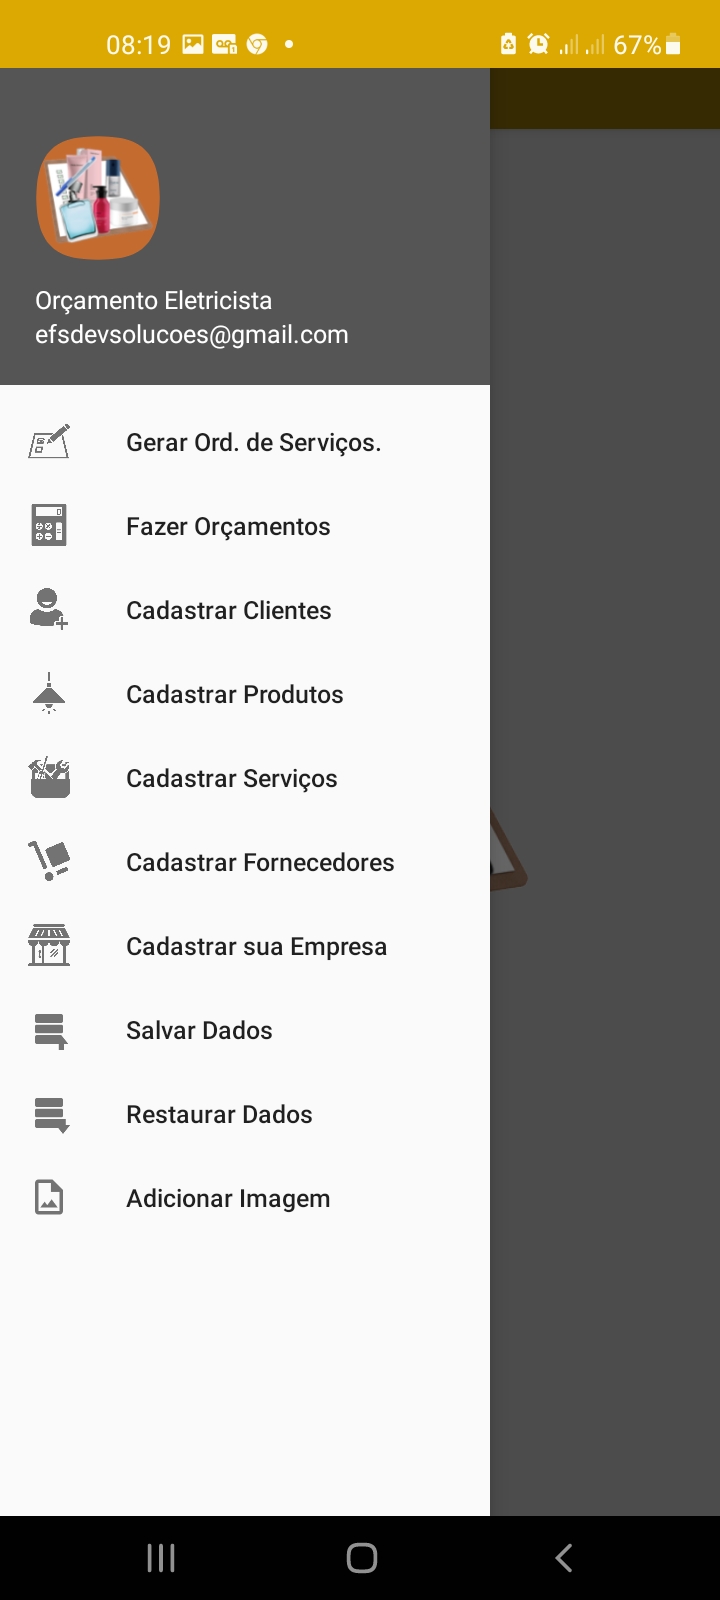 08:19
67%
Orçamento Eletricista
efsdevsolucoes@gmail.com
Gerar Ord. de Serviços.
Fazer Orçamentos
Cadastrar Clientes
Cadastrar Produtos
Cadastrar Serviços
Cadastrar Fornecedores
Cadastrar sua Empresa
Salvar Dados
Restaurar Dados
Adicionar Imagem